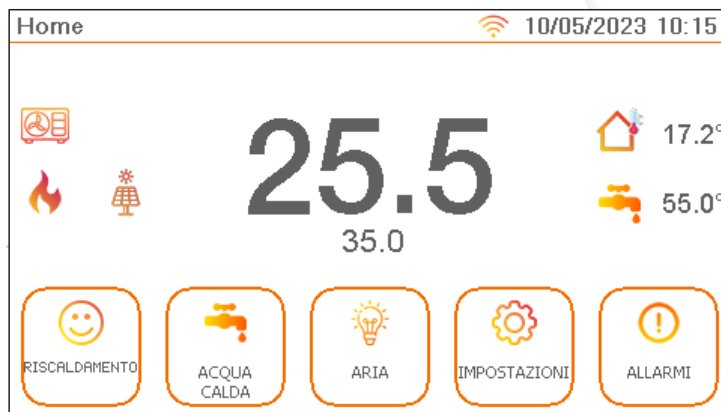 Home
10/05/2023 10:15
25.5
17.2°
55.0°
35.0
RISCALDAMENTO
ACQUA
CALDA
ARIA
IMPOSTAZIONI
ALLARMI